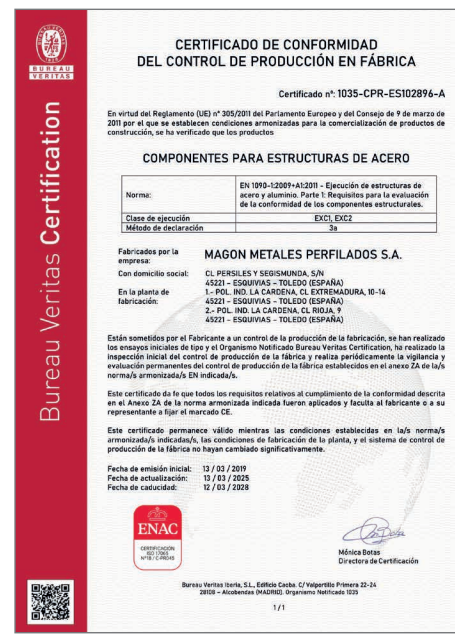 BUREAU
VERITAS
Bureau Veritas Certification
CERTIFICADO DE CONFORMIDAD
DEL CONTROL DE PRODUCCIÓN EN FÁBRICA
Certificado nº: 1035-CPR-ES102896-A
En virtud del Reglamento (UE) nº 305/2011 del Parlamento Europeo y del Consejo de 9 de marzo de
2011 por el que se establecen condiciones armonizadas para la comercialización de productos de
construcción, se ha verificado que los productos
COMPONENTES PARA ESTRUCTURAS DE ACERO
Norma:
EN 1090-1:2009+A1:2011 - Ejecución de estructuras de
acero y aluminio. Parte 1: Requisitos para la evaluación
de la conformidad de los componentes estructurales.
Clase de ejecución EXC1, EXC2
Método de declaración 3a
Fabricados por la
empresa:
MAGON METALES PERFILADOS S.A.
Con domicilio social: CL PERSILES Y SEGISMUNDA, S/N
45221 - ESQUIVIAS - TOLEDO (ESPAÑA)
En la planta de
fabricación:
1.- POL. IND. LA CARDENA, CL EXTREMADURA, 10-14
45221 - ESQUIVIAS - TOLEDO (ESPAÑA)
2.- POL. IND. LA CARDENA, CL RIOJA, 9
45221 - ESQUIVIAS - TOLEDO (ESPAÑA)
Están sometidos por el Fabricante a un control de la producción de la fabricación, se han realizado
los ensayos iniciales de tipo y el Organismo Notificado Bureau Veritas Certification, ha realizado la
inspección inicial del control de producción de la fábrica y realiza periódicamente la vigilancia y
evaluación permanentes del control de producción de la fábrica establecidos en el anexo ZA de la/s
norma/s armonizada/s EN indicada/s.
Este certificado da fe que todos los requisitos relativos al cumplimiento de la conformidad descrita
en el Anexo ZA de la norma armonizada indicada fueron aplicados y faculta al fabricante o a su
representante a fijar el marcado CE.
Este certificado permanece válido mientras las condiciones establecidas en la/s norma/s
armonizada/s indicadas/s, las condiciones de fabricación de la planta, y el sistema de control de
producción de la fábrica no hayan cambiado significativamente.
Fecha de emisión inicial: 13 / 03 / 2019
Fecha de actualización: 13 / 03 / 2025
Fecha de caducidad: 12 / 03 / 2028
ENAC
CERTIFICACIÓN
ISO 17065
Nº18 / C-PR045
Mónica Botas
Directora de Certificación
Bureau Veritas Iberia, S.L., Edificio Caoba. C/ Valportillo Primera 22-24
28108 - Alcobendas (MADRID). Organismo Notificado 1035
1/1